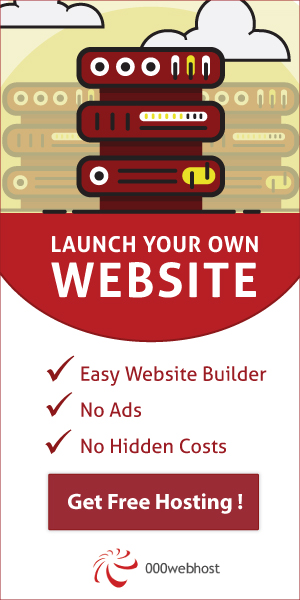 LAUNCH YOUR OWN
WEBSITE
Easy Website Builder
No Ads
No Hidden Costs
Get Free Hosting !
000webhost